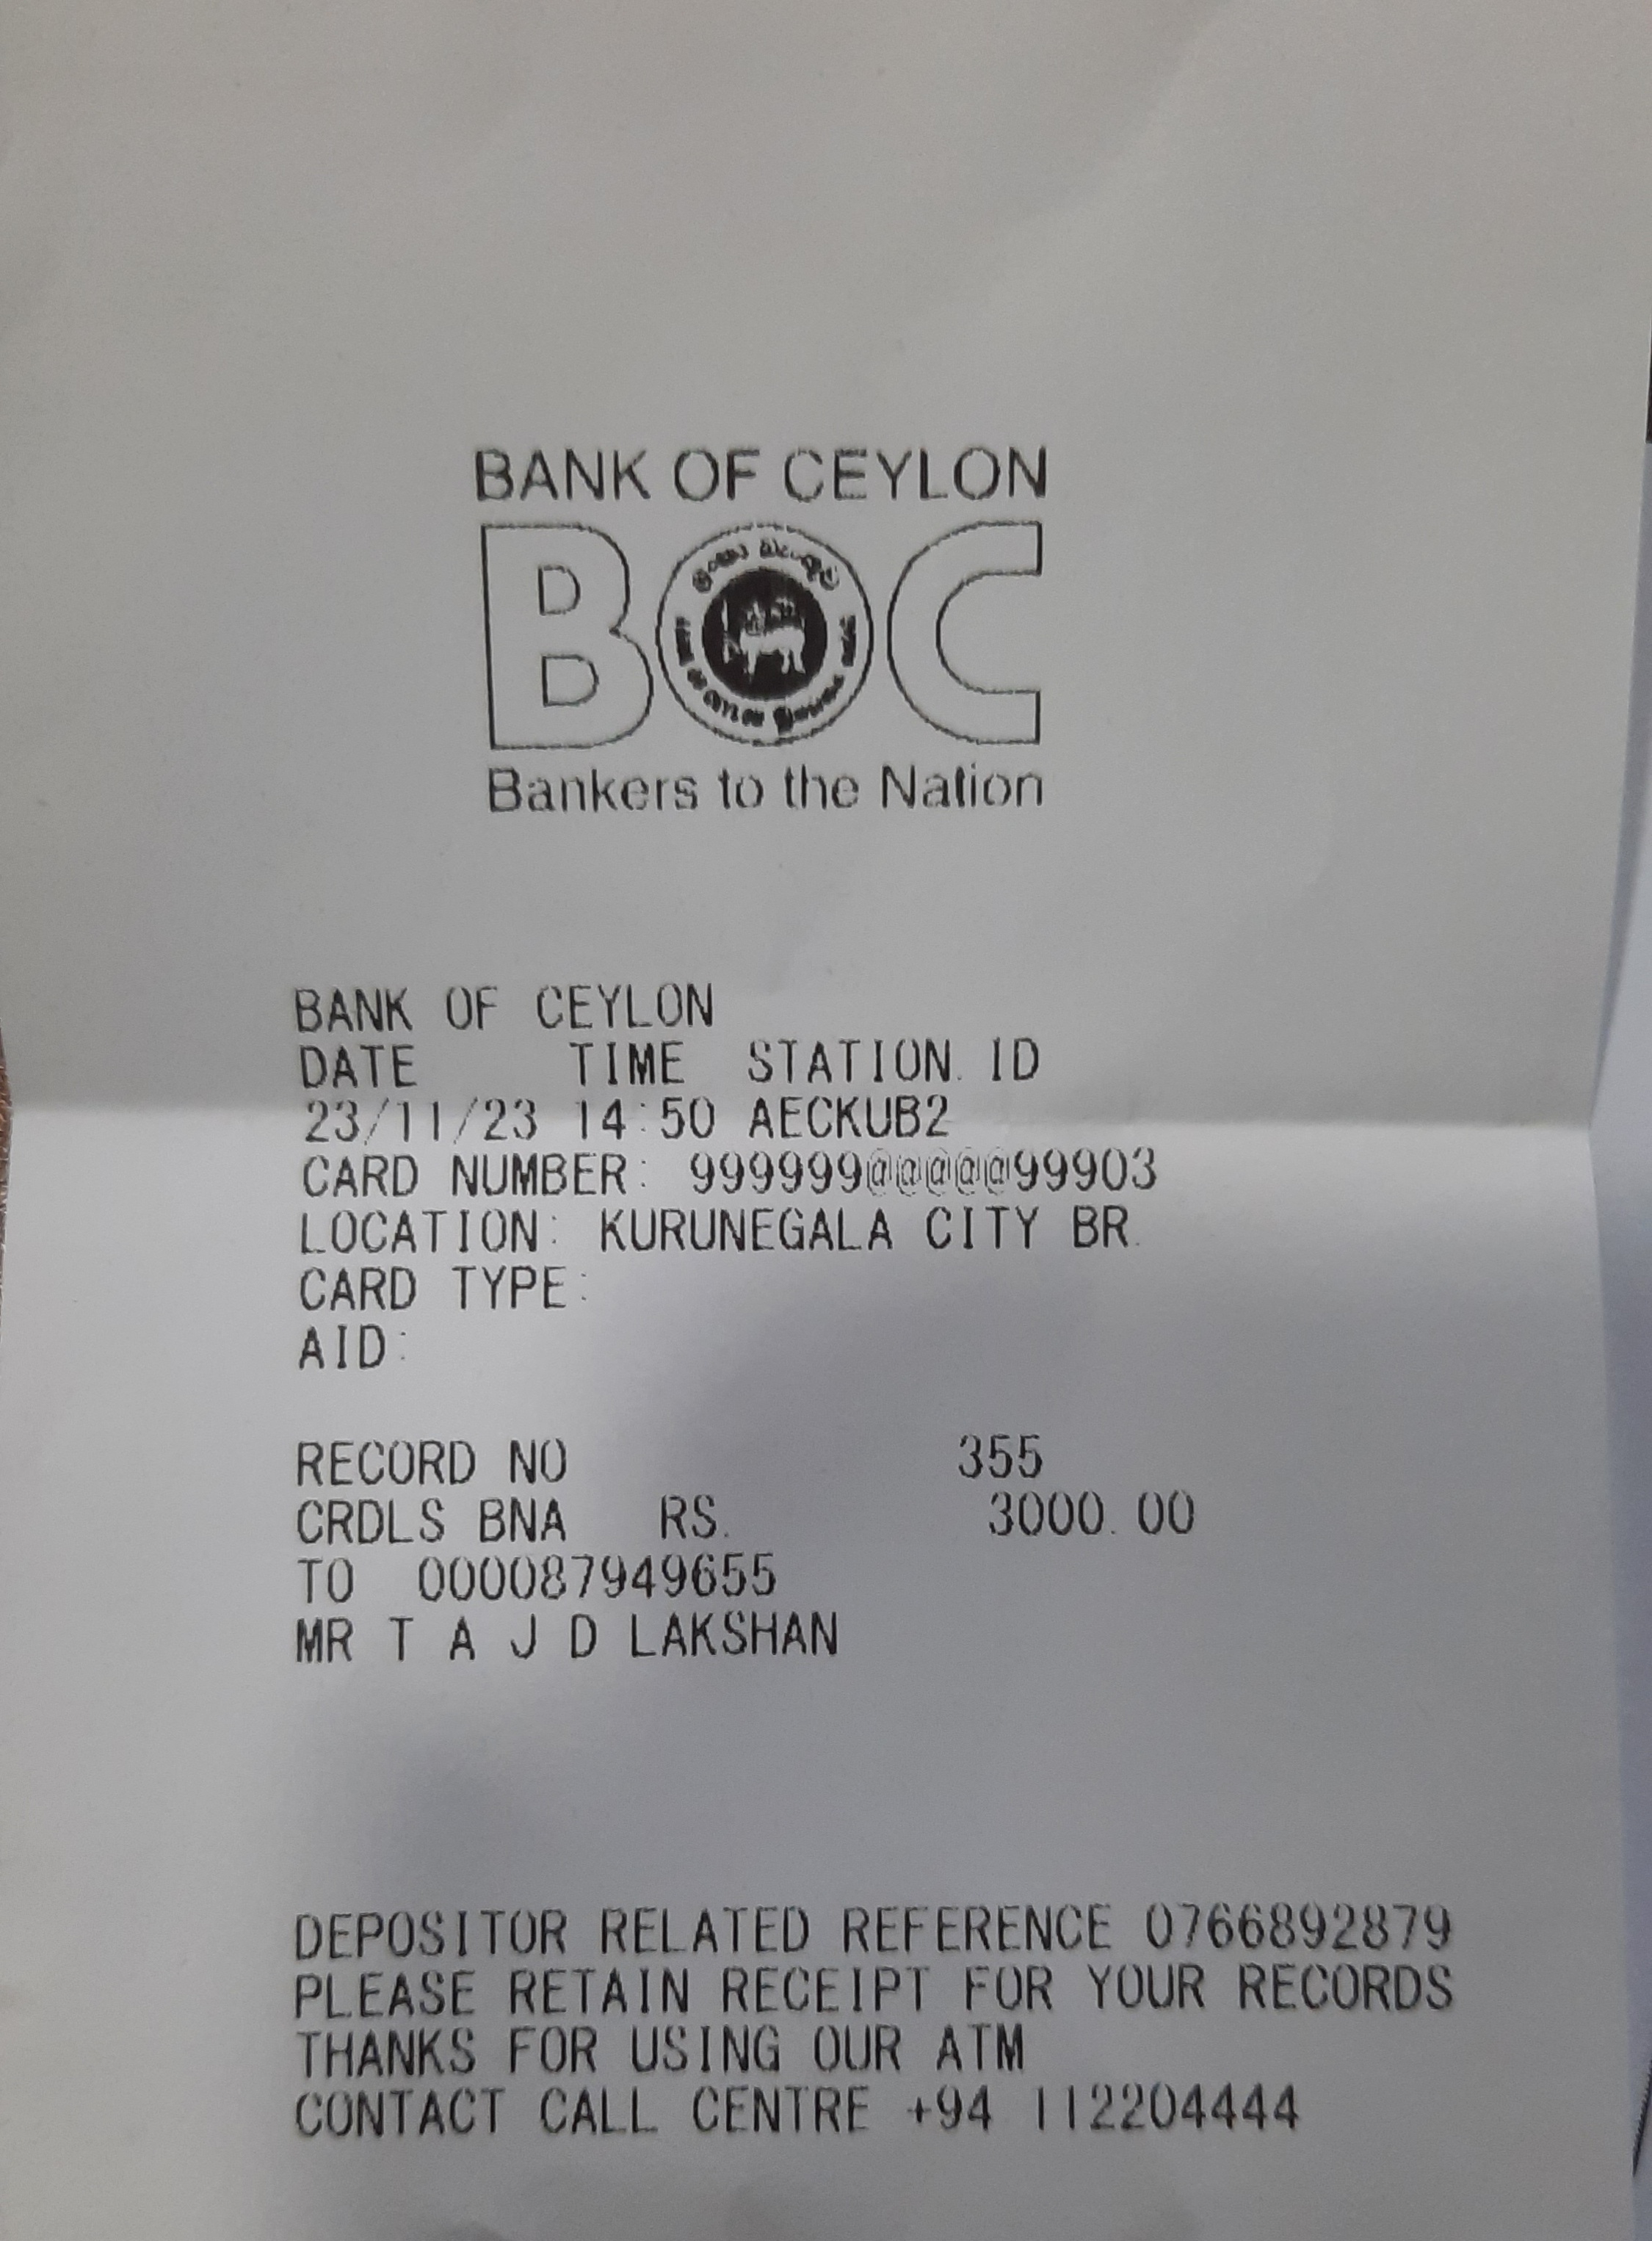 BANK OF CEYLON
BOC
Bankers to the Nation
BANK OF CEYLON
DATE TIME STATION ID
23/11/23 14:50 AECKUB2
CARD NUMBER: 999999@@@@@99903
LOCATION: KURUNEGALA CITY BR.
CARD TYPE:
AID:
RECORD NO 355
CRDLS BNA RS. 3000.00
TO 000087949655
MR T A J D LAKSHAN
DEPOSITOR RELATED REFERENCE 0766892879
PLEASE RETAIN RECEIPT FOR YOUR RECORDS
THANKS FOR USING OUR ATM
CONTACT CALL CENTRE +94 112204444